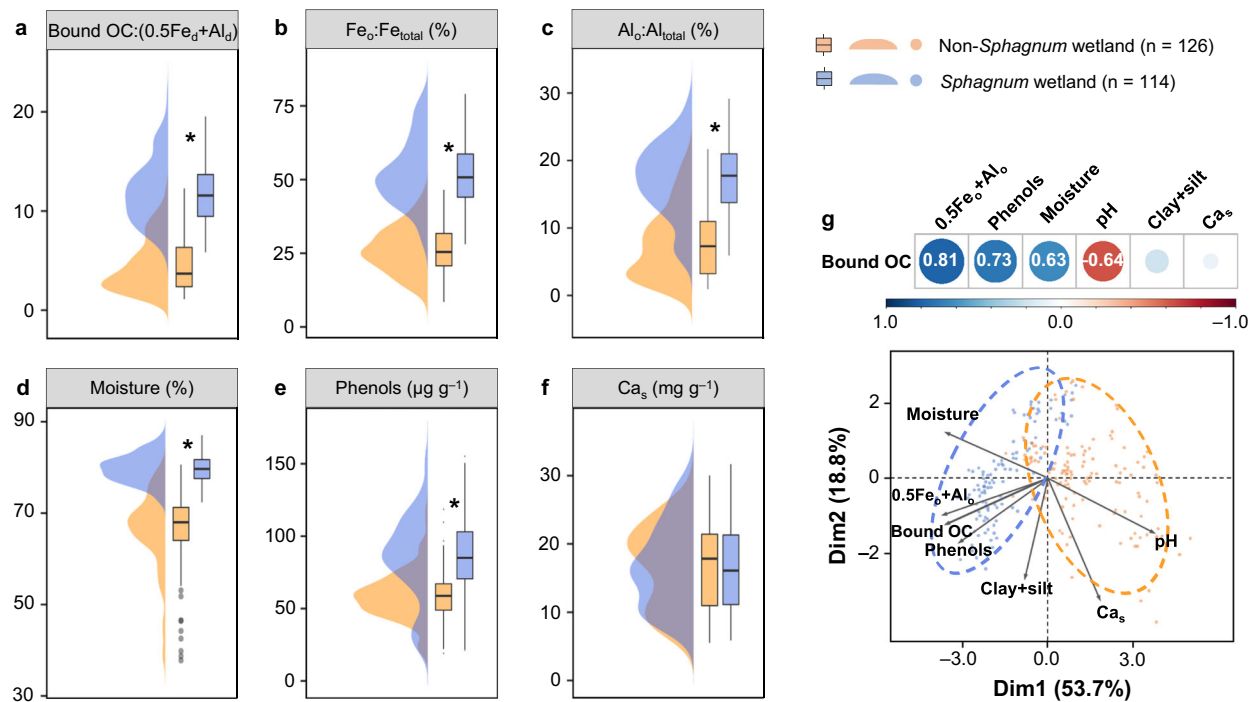 a
Bound OC:(0.5Fed+Ald)
20
10
0
b
Feo:Fetotal (%)
75
50
25
0
*
c
Alo:Altotal (%)
30
20
10
0
*
*
Non-Sphagnum wetland (n = 126)
Sphagnum wetland (n = 114)
d
Moisture (%)
90
70
50
30
*
e
Phenols (µg g–1)
150
100
50
0
*
f
Cas (mg g–1)
30
20
10
0
g
0.5Feo+Alo
Phenols
Moisture
pH
Clay+silt
Cas
Bound OC
0.81
0.73
0.63
-0.64
1.0
0.0
–1.0
Dim2 (18.8%)
2
0
–2
Moisture
0.5Feo+Alo
Bound OC
Phenols
Clay+silt
pH
Cas
–3.0
0.0
3.0
Dim1 (53.7%)